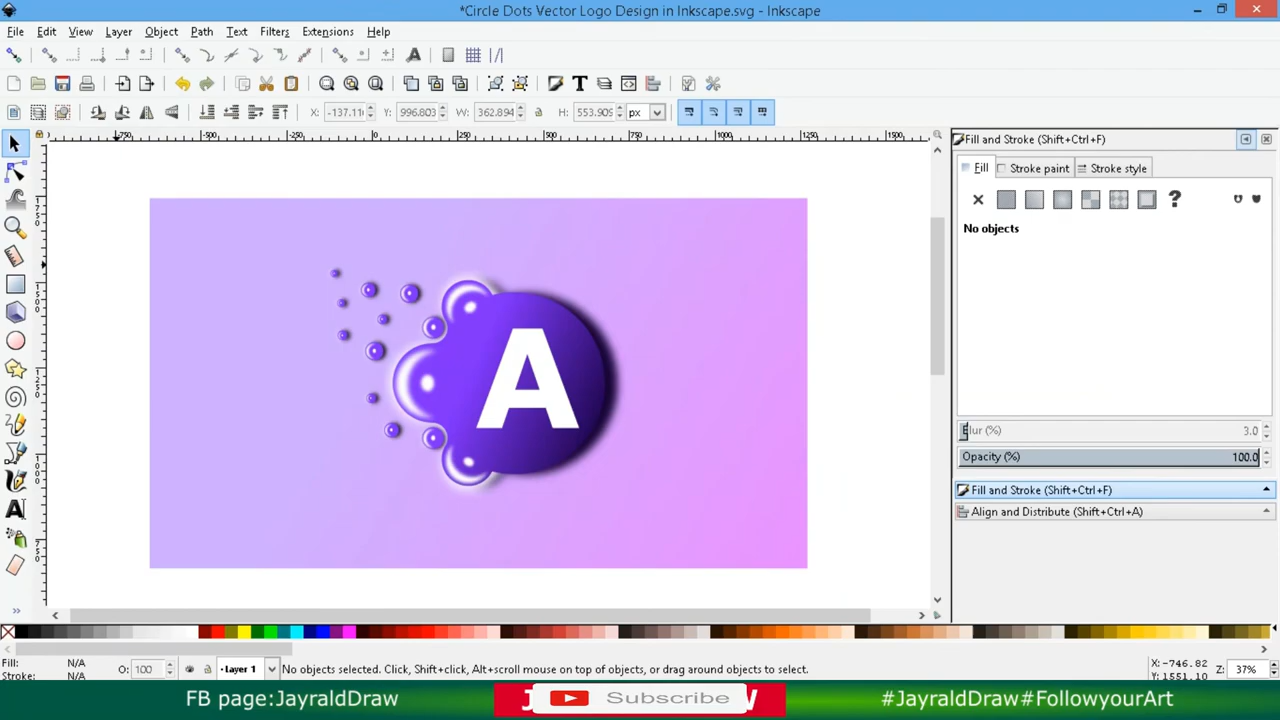 *Circle Dots Vector Logo Design in Inkscape.svg - Inkscape
File Edit View Layer Object Path Text Filters Extensions Help
X: -137.11 Y: 996.803 W: 362.894 H: 553.909 px
Fill and Stroke (Shift+Ctrl+F)
Fill Stroke paint Stroke style
No objects
A
Blur (%) 3.0
Opacity (%) 100.0
Fill and Stroke (Shift+Ctrl+F)
Align and Distribute (Shift+Ctrl+A)
Fill: N/A
Stroke: N/A
O: 100
Layer 1
No objects selected. Click, Shift+click, Alt+scroll mouse on top of objects, or drag around objects to select.
X: -746.82
Y: 1551.10
Z: 37%
FB page:JayraldDraw
Subscribe
#JayraldDraw#FollowyourArt